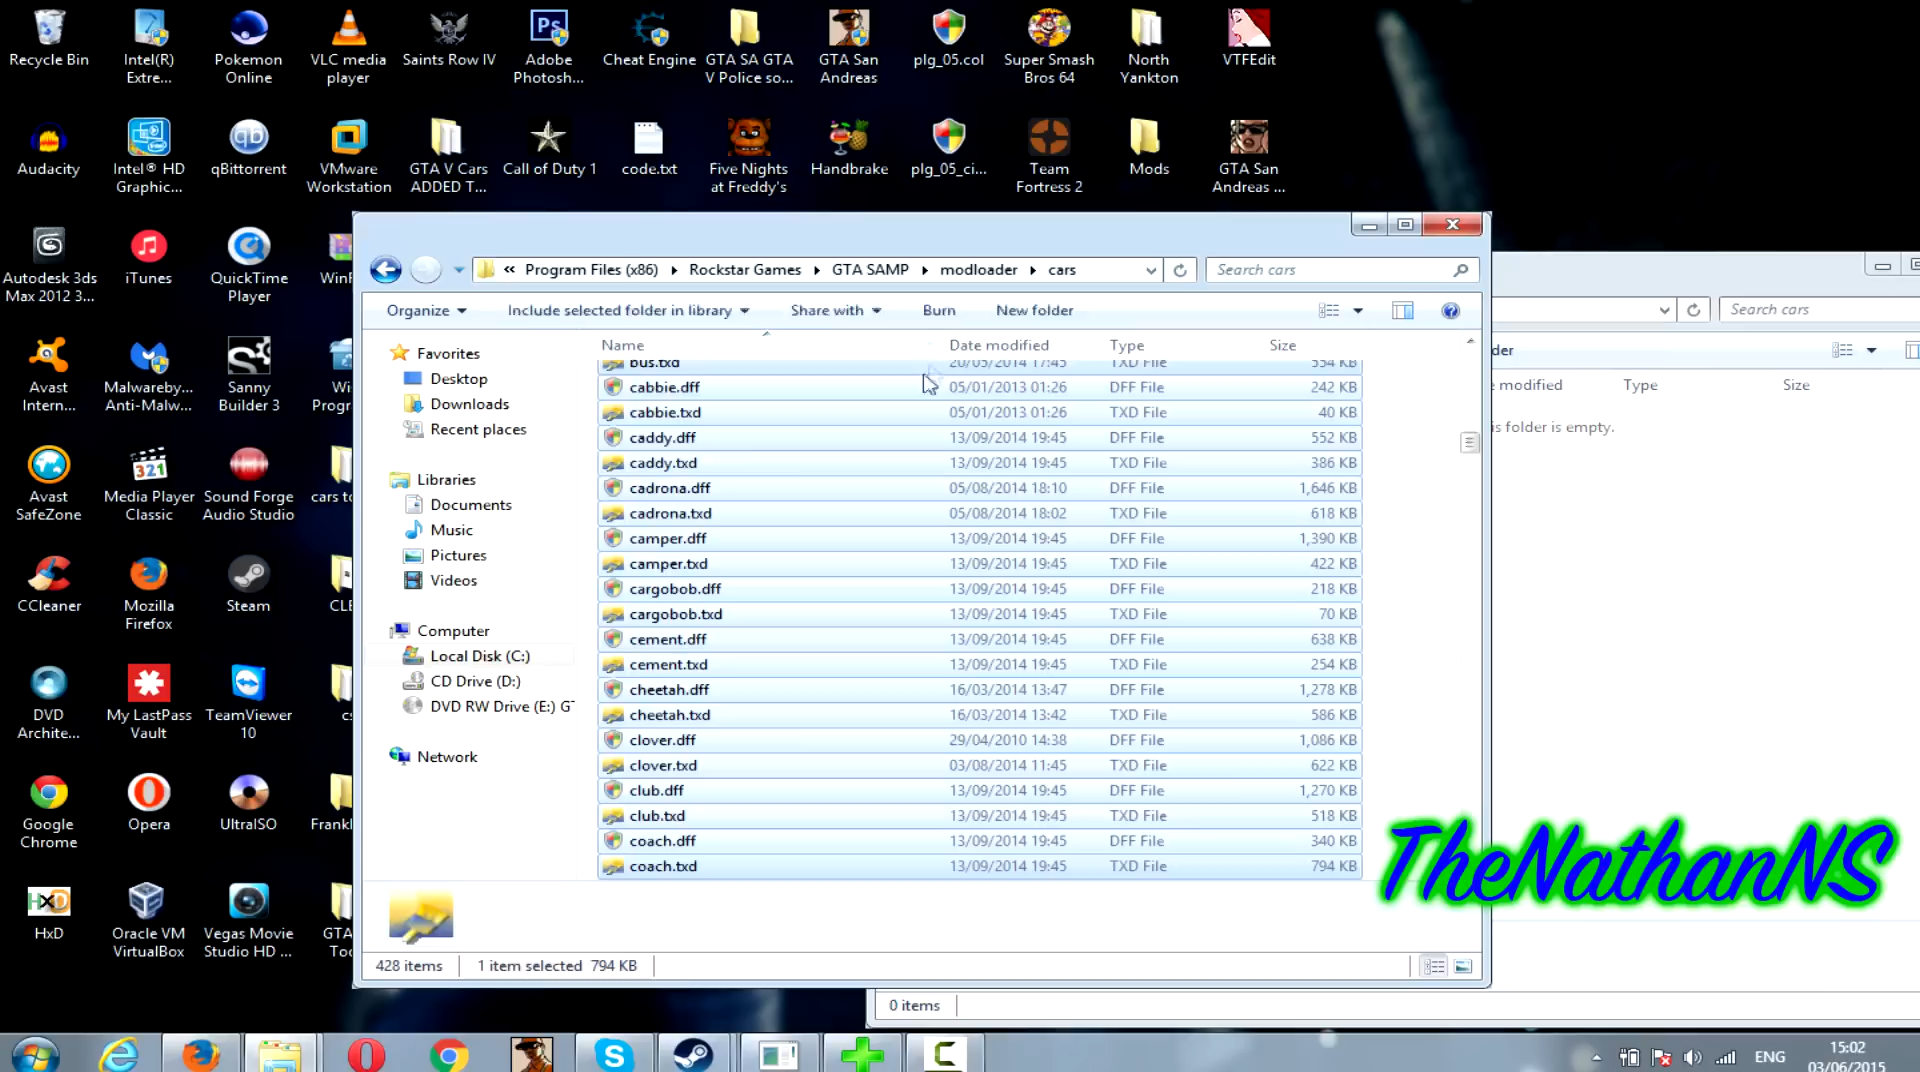 Recycle Bin
Intel(R)
Extre...
Pokemon
Online
VLC media
player
Saints Row IV
Adobe
Photosh...
Cheat Engine
GTA SA GTA
V Police so...
GTA San
Andreas
plg_05.col
Super Smash
Bros 64
North
Yankton
VTFEdit
Audacity
Intel® HD
Graphic...
qBittorrent
VMware
Workstation
GTA V Cars
ADDED T...
Call of Duty 1
code.txt
Five Nights
at Freddy's
Handbrake
plg_05_ci...
Team
Fortress 2
Mods
GTA San
Andreas ...
Autodesk 3ds
Max 2012 3...
iTunes
QuickTime
Player
Avast
Intern...
Malwareby...
Anti-Malw...
Sanny
Builder 3
Avast
SafeZone
Media Player
Classic
Sound Forge
Audio Studio
cars to
CCleaner
Mozilla
Firefox
Steam
CLE
DVD
Archite...
My LastPass
Vault
TeamViewer
10
Google
Chrome
Opera
UltraISO
Frankl
HxD
Oracle VM
VirtualBox
Vegas Movie
Studio HD ...
GTA
Program Files (x86)
Rockstar Games
GTA SAMP
modloader
cars
Search cars
Organize
Include selected folder in library
Share with
Burn
New folder
Name Date modified Type Size
Favorites
Desktop
Downloads
Recent places
Libraries
Documents
Music
Pictures
Videos
Computer
Local Disk (C:)
CD Drive (D:)
DVD RW Drive (E:) G
Network
bus.txd 20/05/2014 17:45 TXD File 554 KB
cabbie.dff 05/01/2013 01:26 DFF File 242 KB
cabbie.txd 05/01/2013 01:26 TXD File 40 KB
caddy.dff 13/09/2014 19:45 DFF File 552 KB
caddy.txd 13/09/2014 19:45 TXD File 386 KB
cadrona.dff 05/08/2014 18:10 DFF File 1,646 KB
cadrona.txd 05/08/2014 18:02 TXD File 618 KB
camper.dff 13/09/2014 19:45 DFF File 1,390 KB
camper.txd 13/09/2014 19:45 TXD File 422 KB
cargobob.dff 13/09/2014 19:45 DFF File 218 KB
cargobob.txd 13/09/2014 19:45 TXD File 70 KB
cement.dff 13/09/2014 19:45 DFF File 638 KB
cement.txd 13/09/2014 19:45 TXD File 254 KB
cheetah.dff 16/03/2014 13:47 DFF File 1,278 KB
cheetah.txd 16/03/2014 13:42 TXD File 586 KB
clover.dff 29/04/2010 14:38 DFF File 1,086 KB
clover.txd 03/08/2014 11:45 TXD File 622 KB
club.dff 13/09/2014 19:45 DFF File 1,270 KB
club.txd 13/09/2014 19:45 TXD File 518 KB
coach.dff 13/09/2014 19:45 DFF File 340 KB
coach.txd 13/09/2014 19:45 TXD File 794 KB
428 items
1 item selected 794 KB
Search cars
der
modified Type Size
is folder is empty.
0 items
TheNathanNS
ENG
15:02
03/06/2015